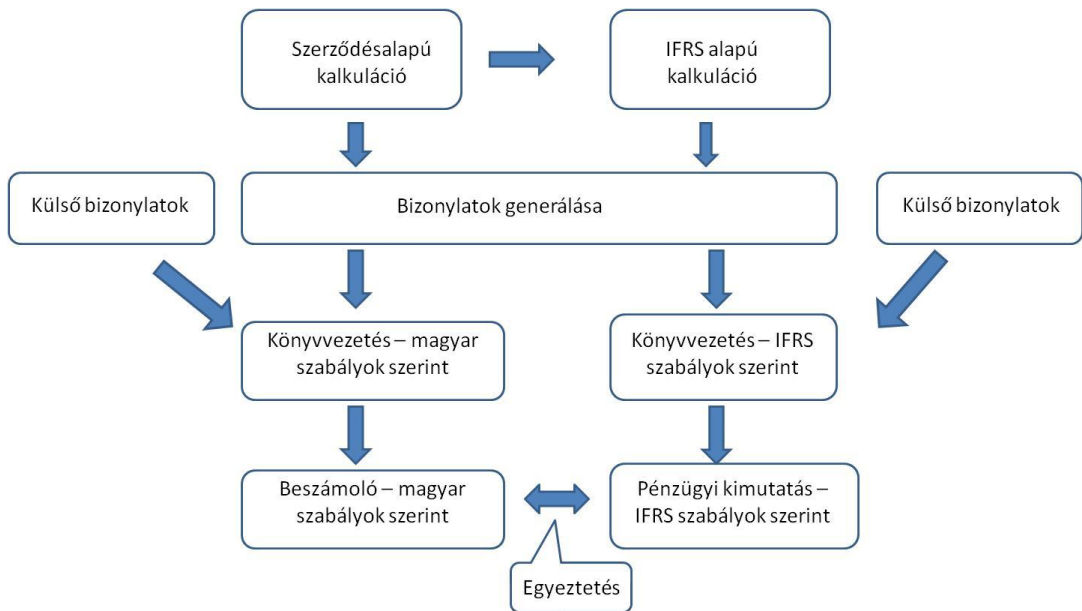 Szerződésalapú
kalkuláció
IFRS alapú
kalkuláció
Külső bizonylatok
Bizonylatok generálása
Külső bizonylatok
Könyvvezetés – magyar
szabályok szerint
Könyvvezetés – IFRS
szabályok szerint
Beszámoló – magyar
szabályok szerint
Pénzügyi kimutatás –
IFRS szabályok szerint
Egyeztetés